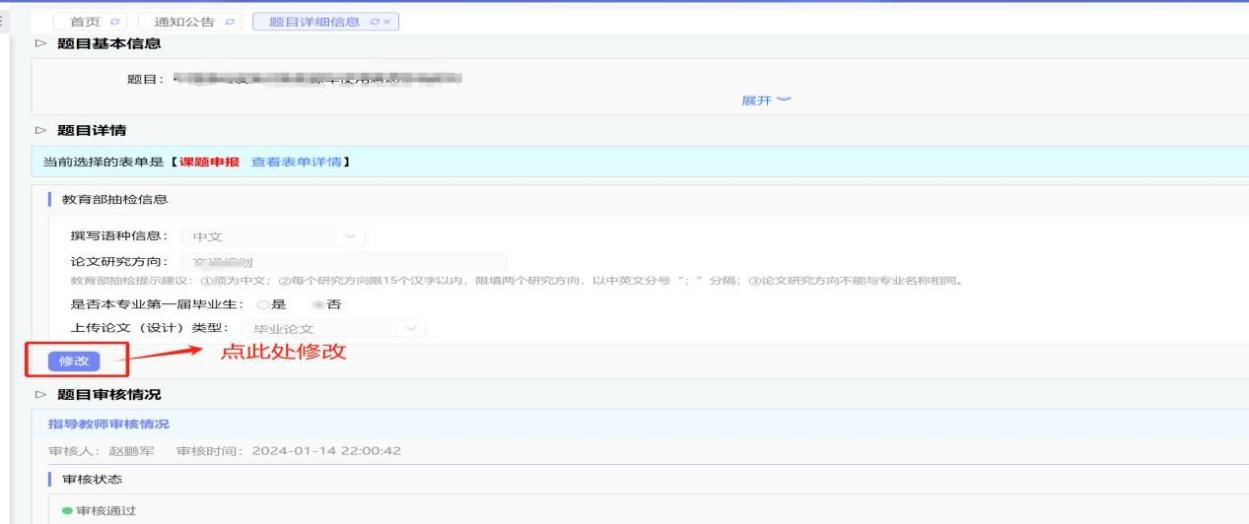 首页 通知公告 题目详细信息
题目基本信息
题目：
展开
题目详情
当前选择的表单是【课题申报 查看表单详情】
教育部抽检信息
撰写语种信息： 中文
论文研究方向：
教育部抽检提示建议：①须为中文；②每个研究方向限15个汉字以内，限填两个研究方向，以中英文分号“；”分隔；③论文研究方向不能与专业名称相同。
是否本专业第一届毕业生： 是 否
上传论文（设计）类型： 毕业论文
修改 点此处修改
题目审核情况
指导教师审核情况
审核人：赵鹏军 审核时间：2024-01-14 22:00:42
审核状态
审核通过